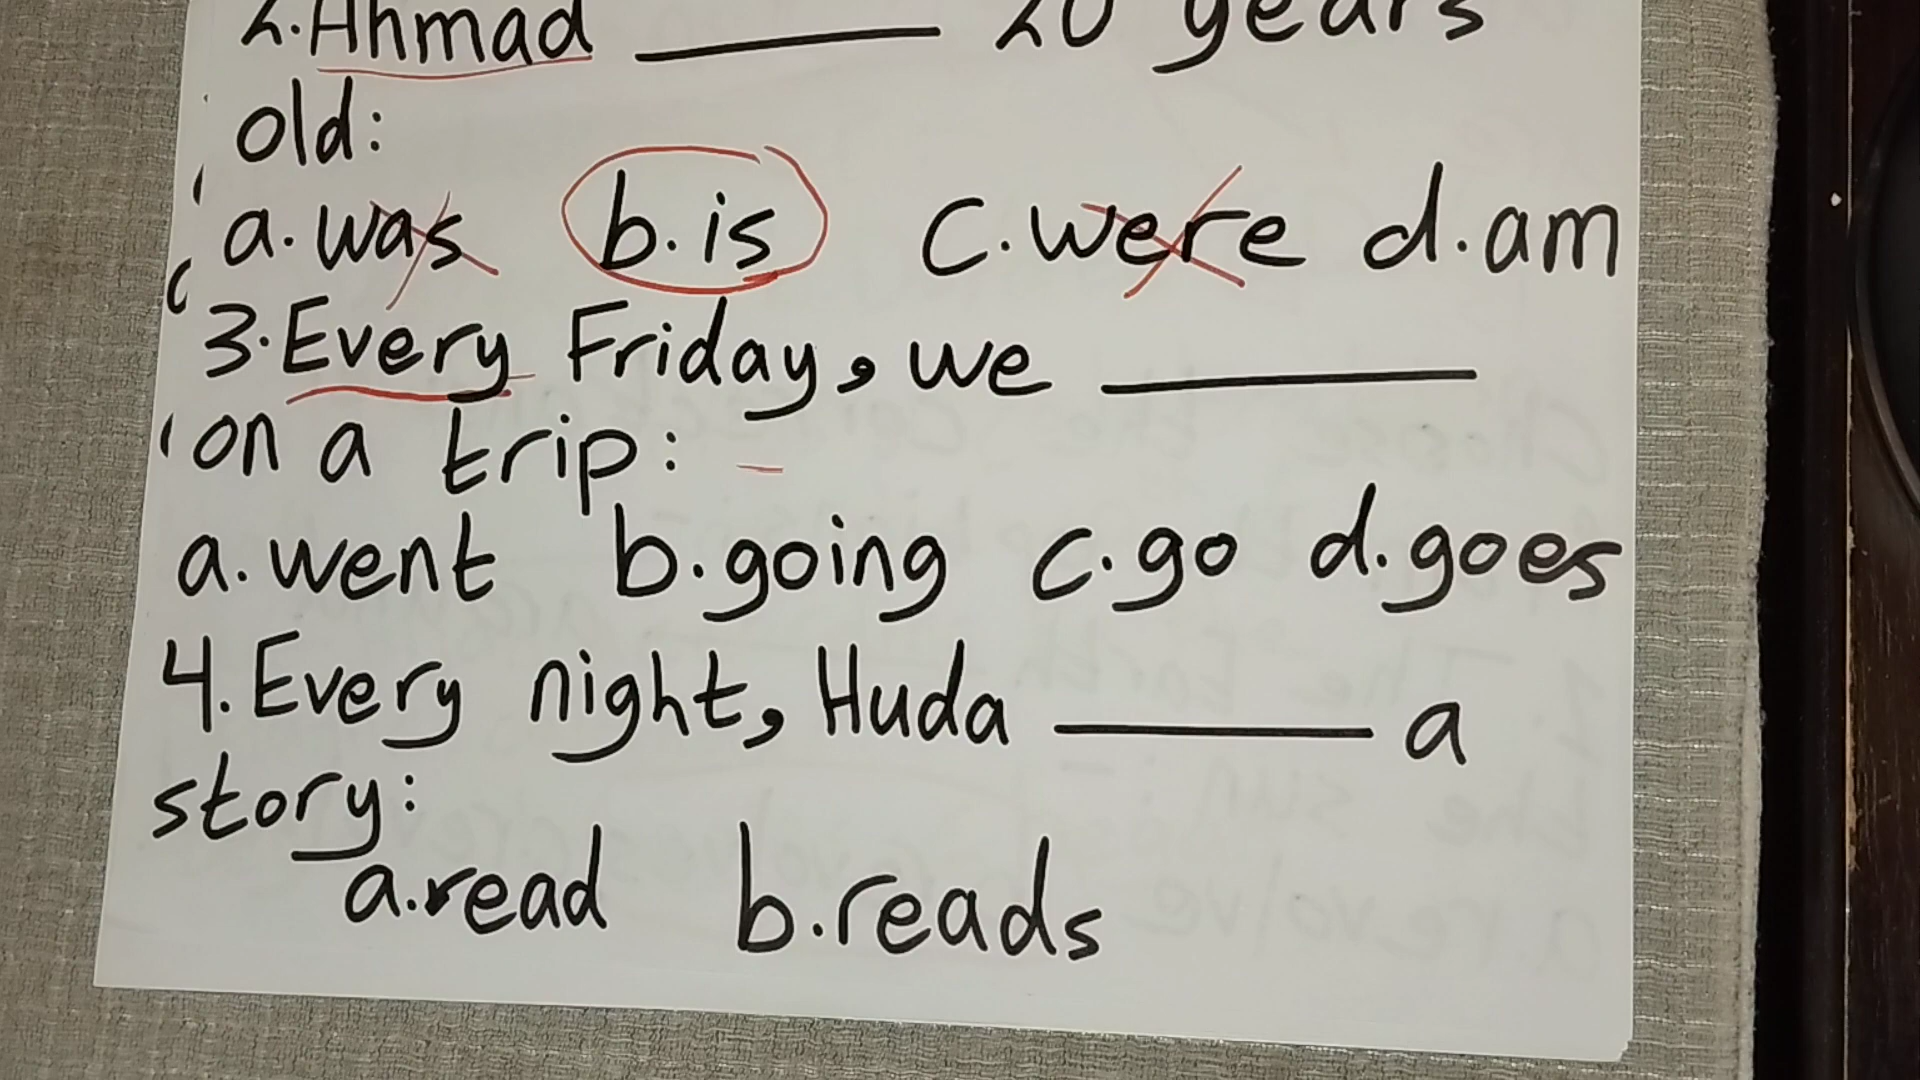 2.Ahmad ______ 20 years
old:
a.was b.is c.were d.am
3.Every Friday, we ______
on a trip:
a.went b.going c.go d.goes
4.Every night, Huda ______ a
story:
a.read b.reads